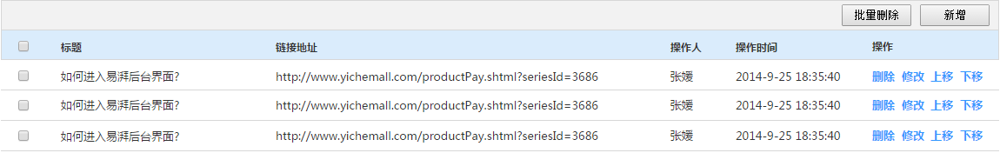 批量删除 新增
标题 链接地址 操作人 操作时间 操作
如何进入易湃后台界面? http://www.yichemall.com/productPay.shtml?seriesId=3686 张媛 2014-9-25 18:35:40 删除 修改 上移 下移
如何进入易湃后台界面? http://www.yichemall.com/productPay.shtml?seriesId=3686 张媛 2014-9-25 18:35:40 删除 修改 上移 下移
如何进入易湃后台界面? http://www.yichemall.com/productPay.shtml?seriesId=3686 张媛 2014-9-25 18:35:40 删除 修改 上移 下移